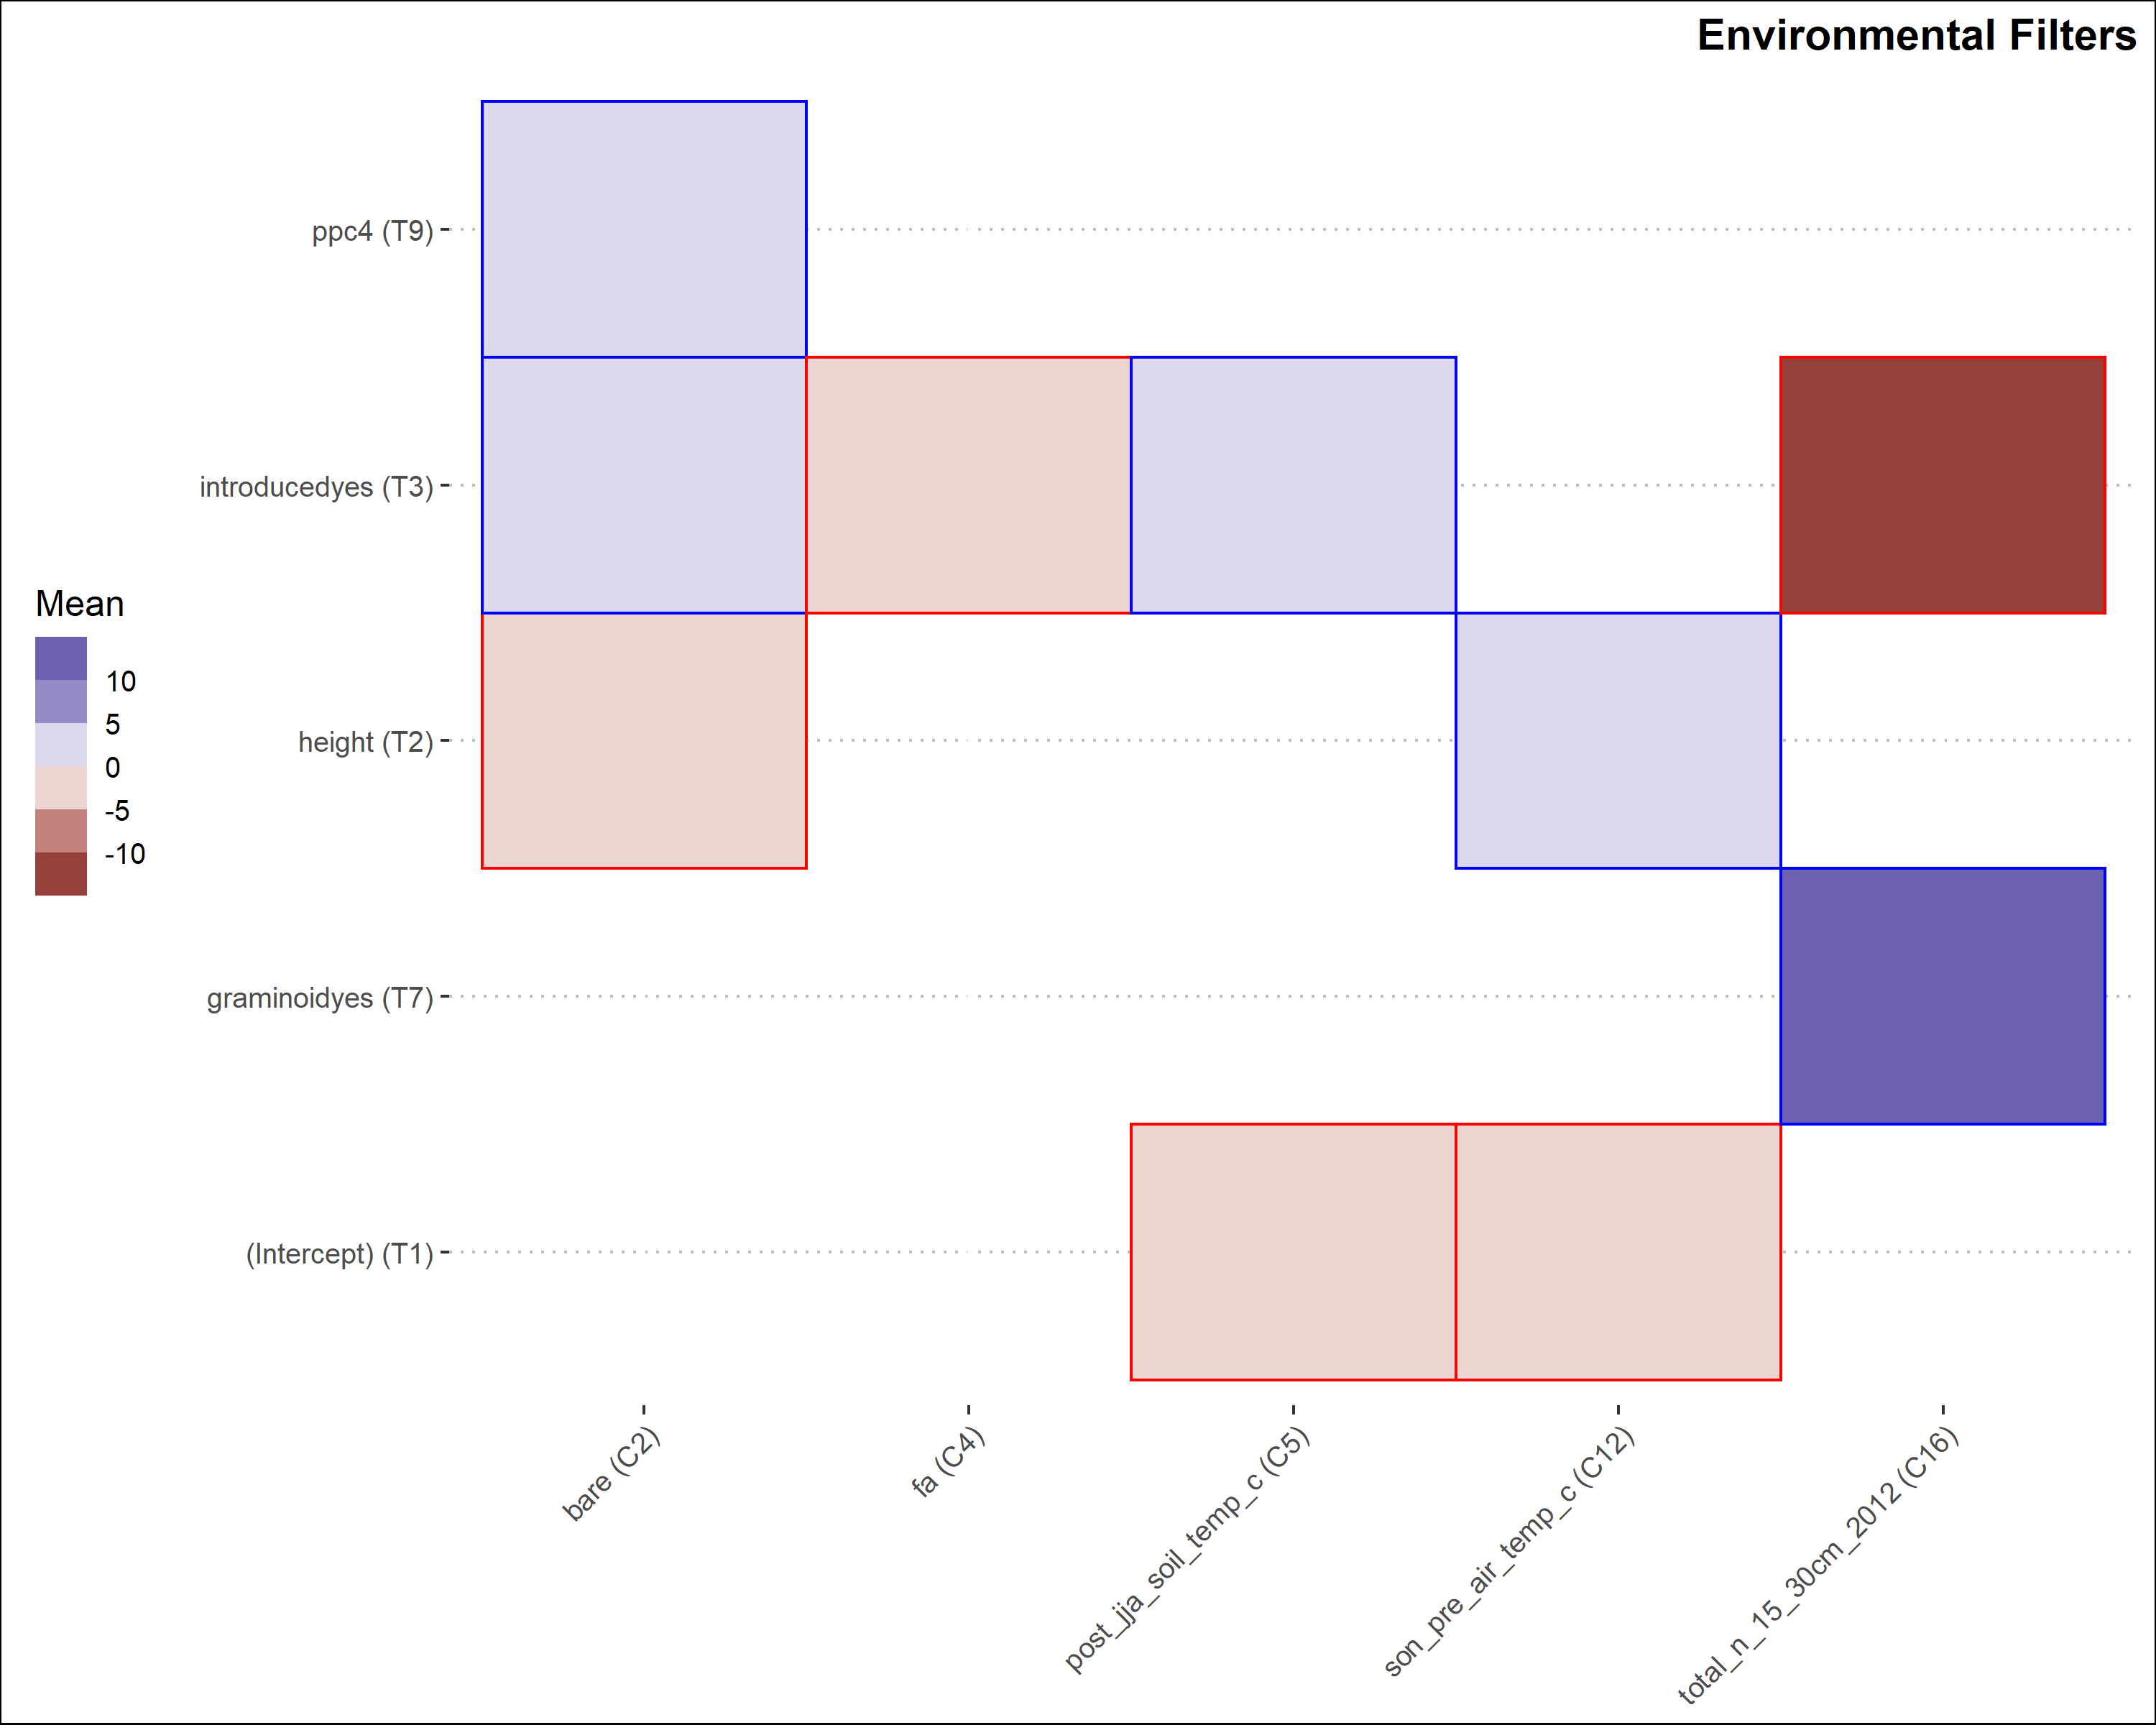 Environmental Filters
ppc4 (T9)
introducedyes (T3)
height (T2)
graminoidyes (T7)
(Intercept) (T1)
Mean
10
5
0
-5
-10
bare (C2)
fa (C4)
post_jja_soil_temp_c (C5)
son_pre_air_temp_c (C12)
total_n_15_30cm_2012 (C16)